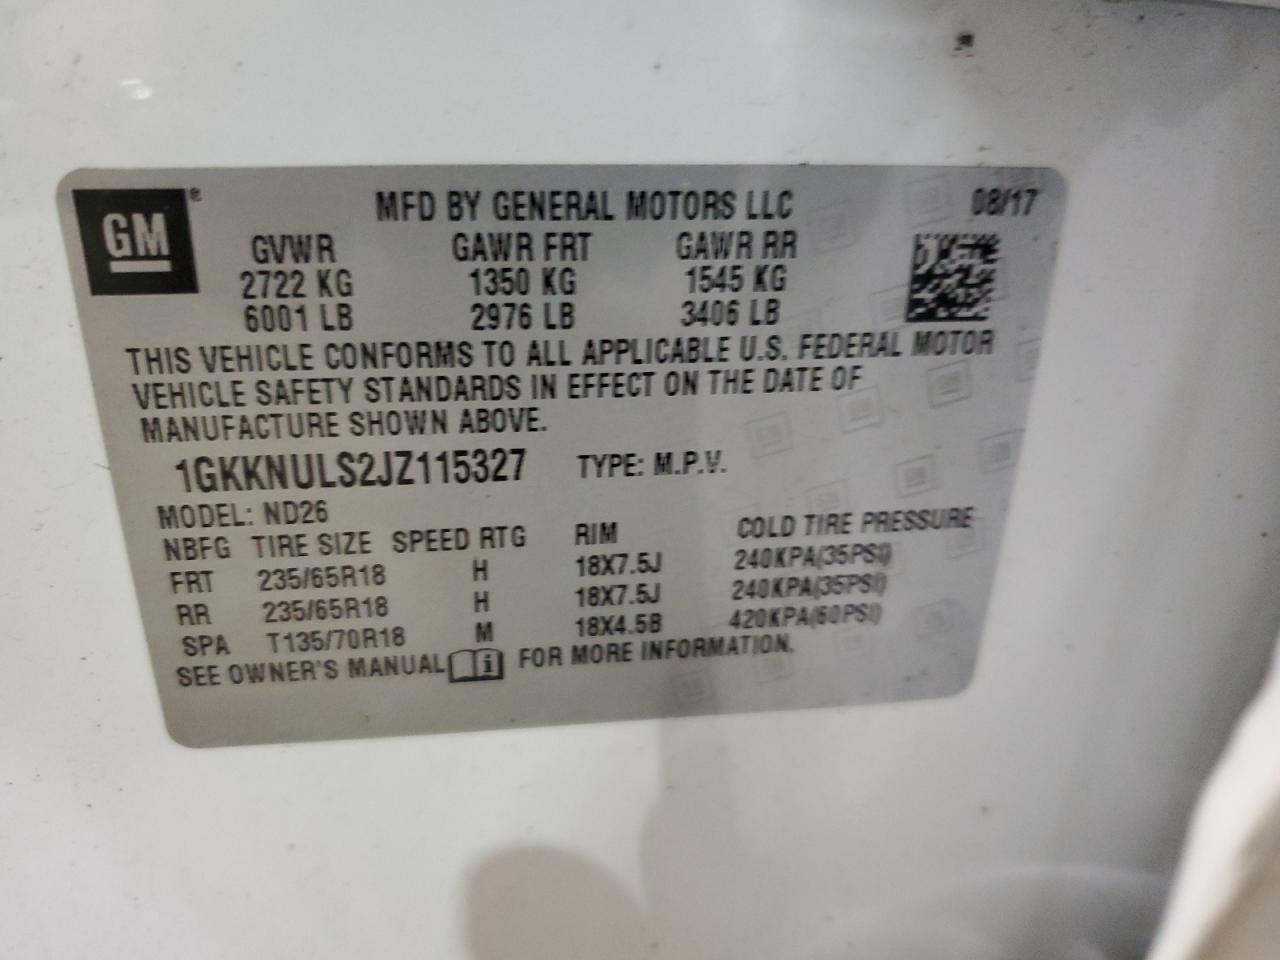 GM ® MFD BY GENERAL MOTORS LLC 08/17
GVWR GAWR FRT GAWR RR
2722 KG 1350 KG 1545 KG
6001 LB 2976 LB 3406 LB
THIS VEHICLE CONFORMS TO ALL APPLICABLE U.S. FEDERAL MOTOR
VEHICLE SAFETY STANDARDS IN EFFECT ON THE DATE OF
MANUFACTURE SHOWN ABOVE.
1GKKNULS2JZ115327 TYPE: M.P.V.
MODEL: ND26
NBFG TIRE SIZE SPEED RTG RIM COLD TIRE PRESSURE
FRT 235/65R18 H 18X7.5J 240KPA(35PSI)
RR 235/65R18 H 18X7.5J 240KPA(35PSI)
SPA T135/70R18 M 18X4.5B 420KPA(60PSI)
SEE OWNER'S MANUAL FOR MORE INFORMATION.